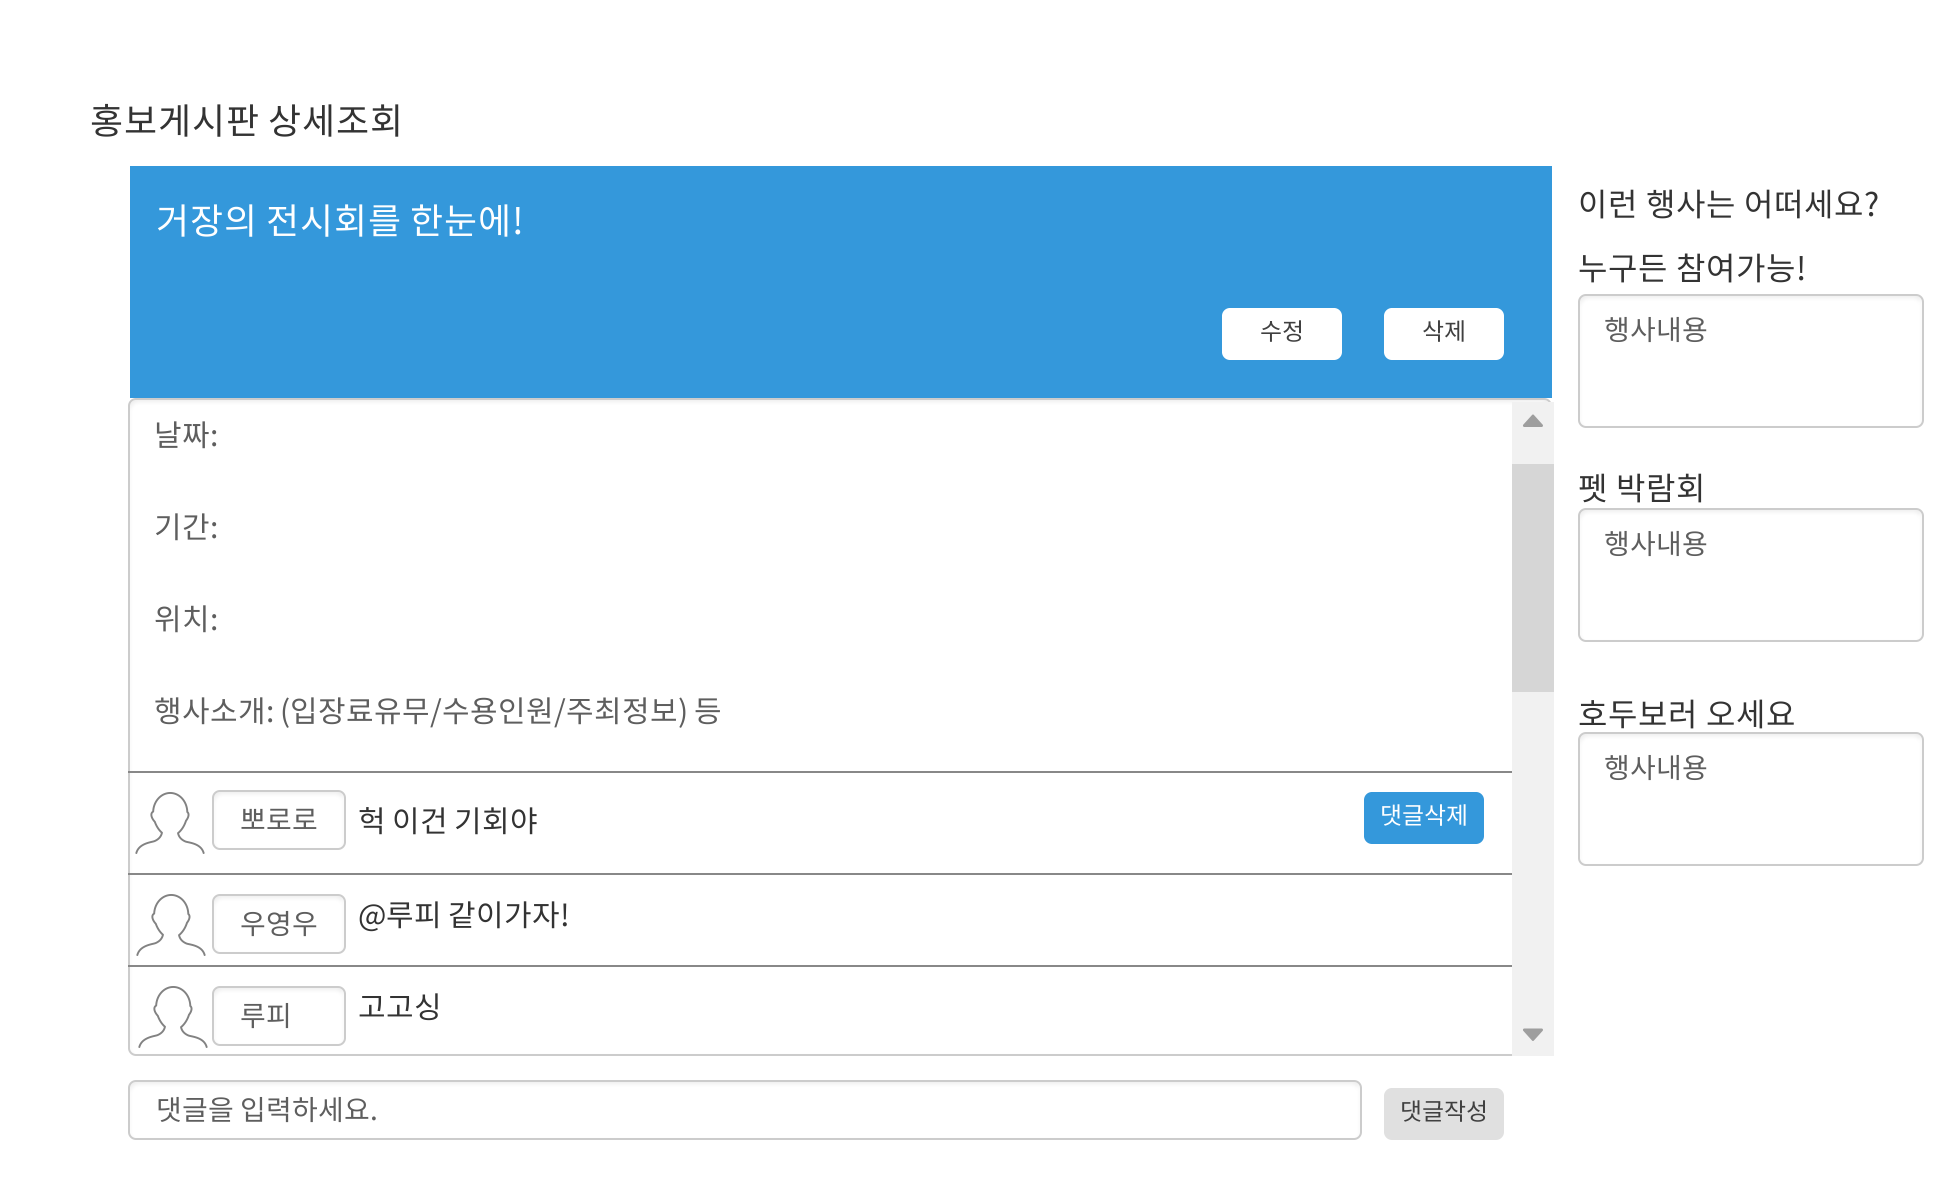 홍보게시판 상세조회
거장의 전시회를 한눈에!
수정
삭제
날짜:
기간:
위치:
행사소개: (입장료유무/수용인원/주최정보) 등
뽀로로
헉 이건 기회야
댓글삭제
우영우
@루피 같이가자!
루피
고고싱
댓글을 입력하세요.
댓글작성
이런 행사는 어떠세요?
누구든 참여가능!
행사내용
펫 박람회
행사내용
호두보러 오세요
행사내용